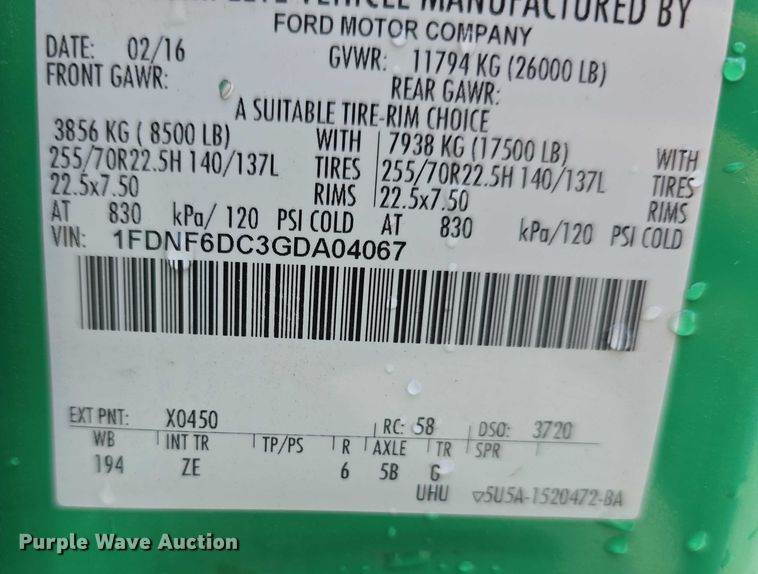 VEHICLE MANUFACTURED BY
FORD MOTOR COMPANY
DATE: 02/16 GVWR: 11794 KG (26000 LB)
FRONT GAWR: REAR GAWR:
A SUITABLE TIRE-RIM CHOICE
3856 KG ( 8500 LB) WITH 7938 KG (17500 LB) WITH
255/70R22.5H 140/137L TIRES 255/70R22.5H 140/137L TIRES
22.5x7.50 RIMS 22.5x7.50 RIMS
AT 830 kPa/ 120 PSI COLD AT 830 kPa/120 PSI COLD
VIN: 1FDNF6DC3GDA04067
EXT PNT: X0450 RC: 58 DSO: 3720
WB INT TR TP/PS R AXLE TR SPR
194 ZE 6 5B G
UHU ▽5U5A-1520472-BA
Purple Wave Auction